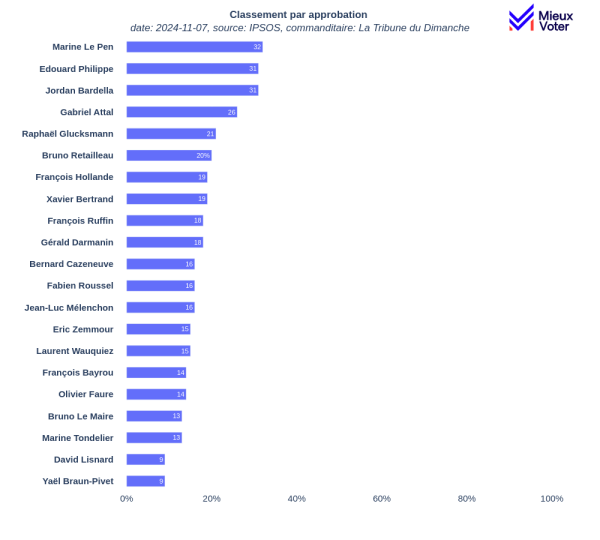 Classement par approbation
date: 2024-11-07, source: IPSOS, commanditaire: La Tribune du Dimanche
Mieux
Voter
Marine Le Pen 32
Edouard Philippe 31
Jordan Bardella 31
Gabriel Attal 26
Raphaël Glucksmann 21
Bruno Retailleau 20%
François Hollande 19
Xavier Bertrand 19
François Ruffin 18
Gérald Darmanin 18
Bernard Cazeneuve 16
Fabien Roussel 16
Jean-Luc Mélenchon 16
Eric Zemmour 15
Laurent Wauquiez 15
François Bayrou 14
Olivier Faure 14
Bruno Le Maire 13
Marine Tondelier 13
David Lisnard 9
Yaël Braun-Pivet 9
0% 20% 40% 60% 80% 100%